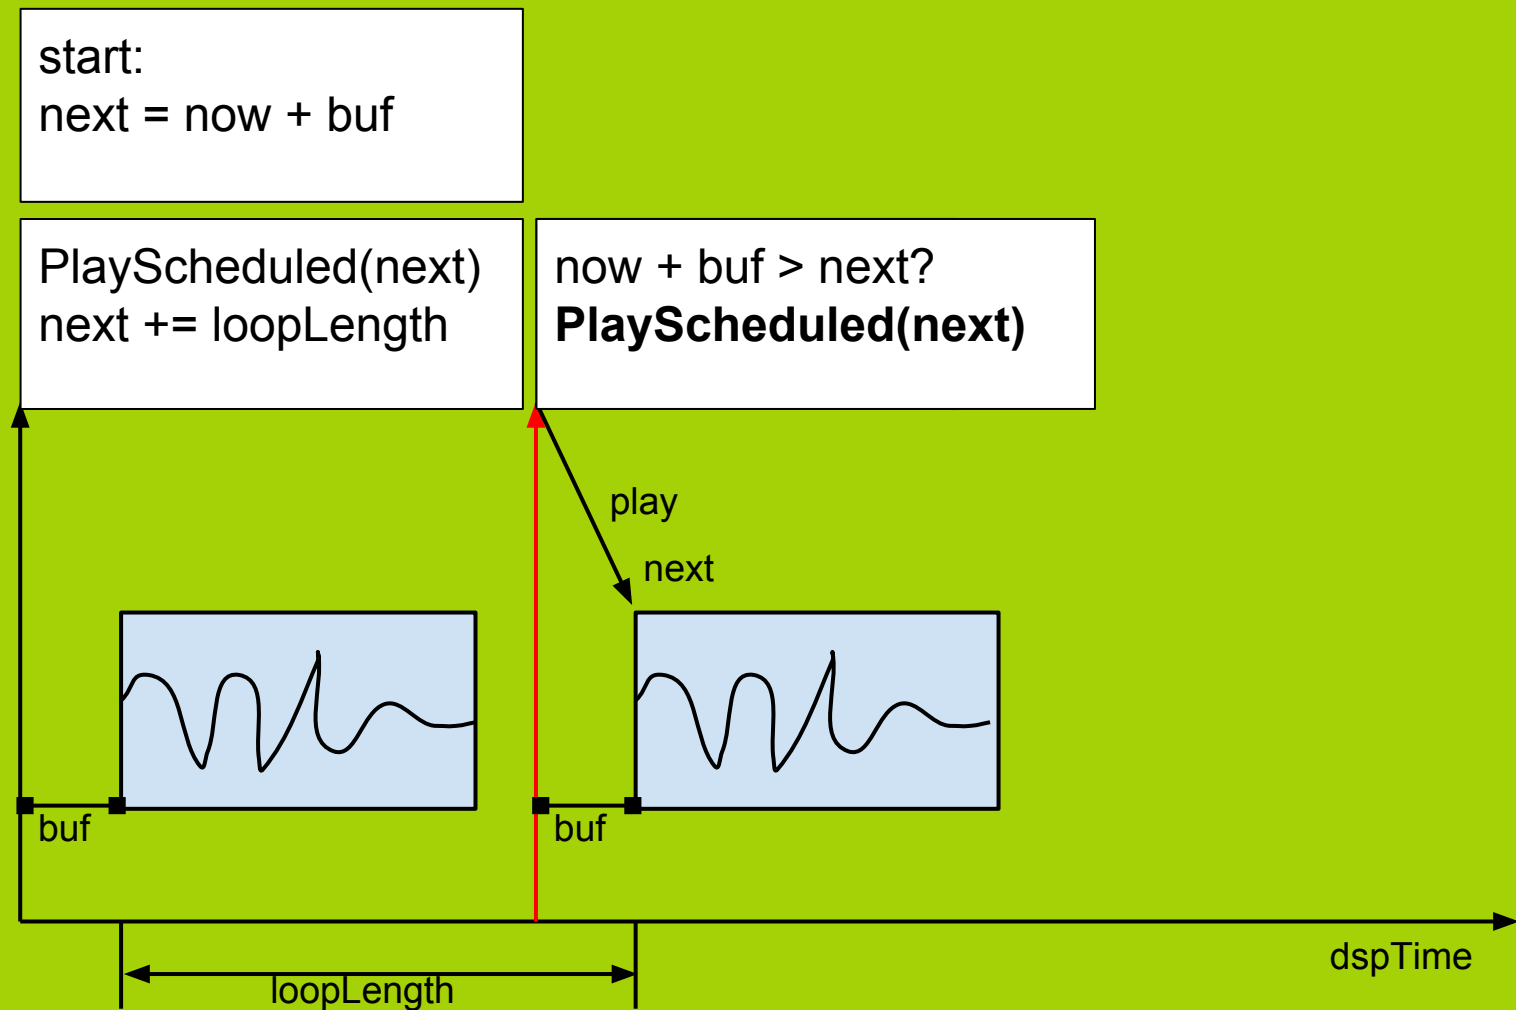 start:
next = now + buf
PlayScheduled(next)
next += loopLength
now + buf > next?
PlayScheduled(next)
play
next
buf
buf
dspTime
loopLength